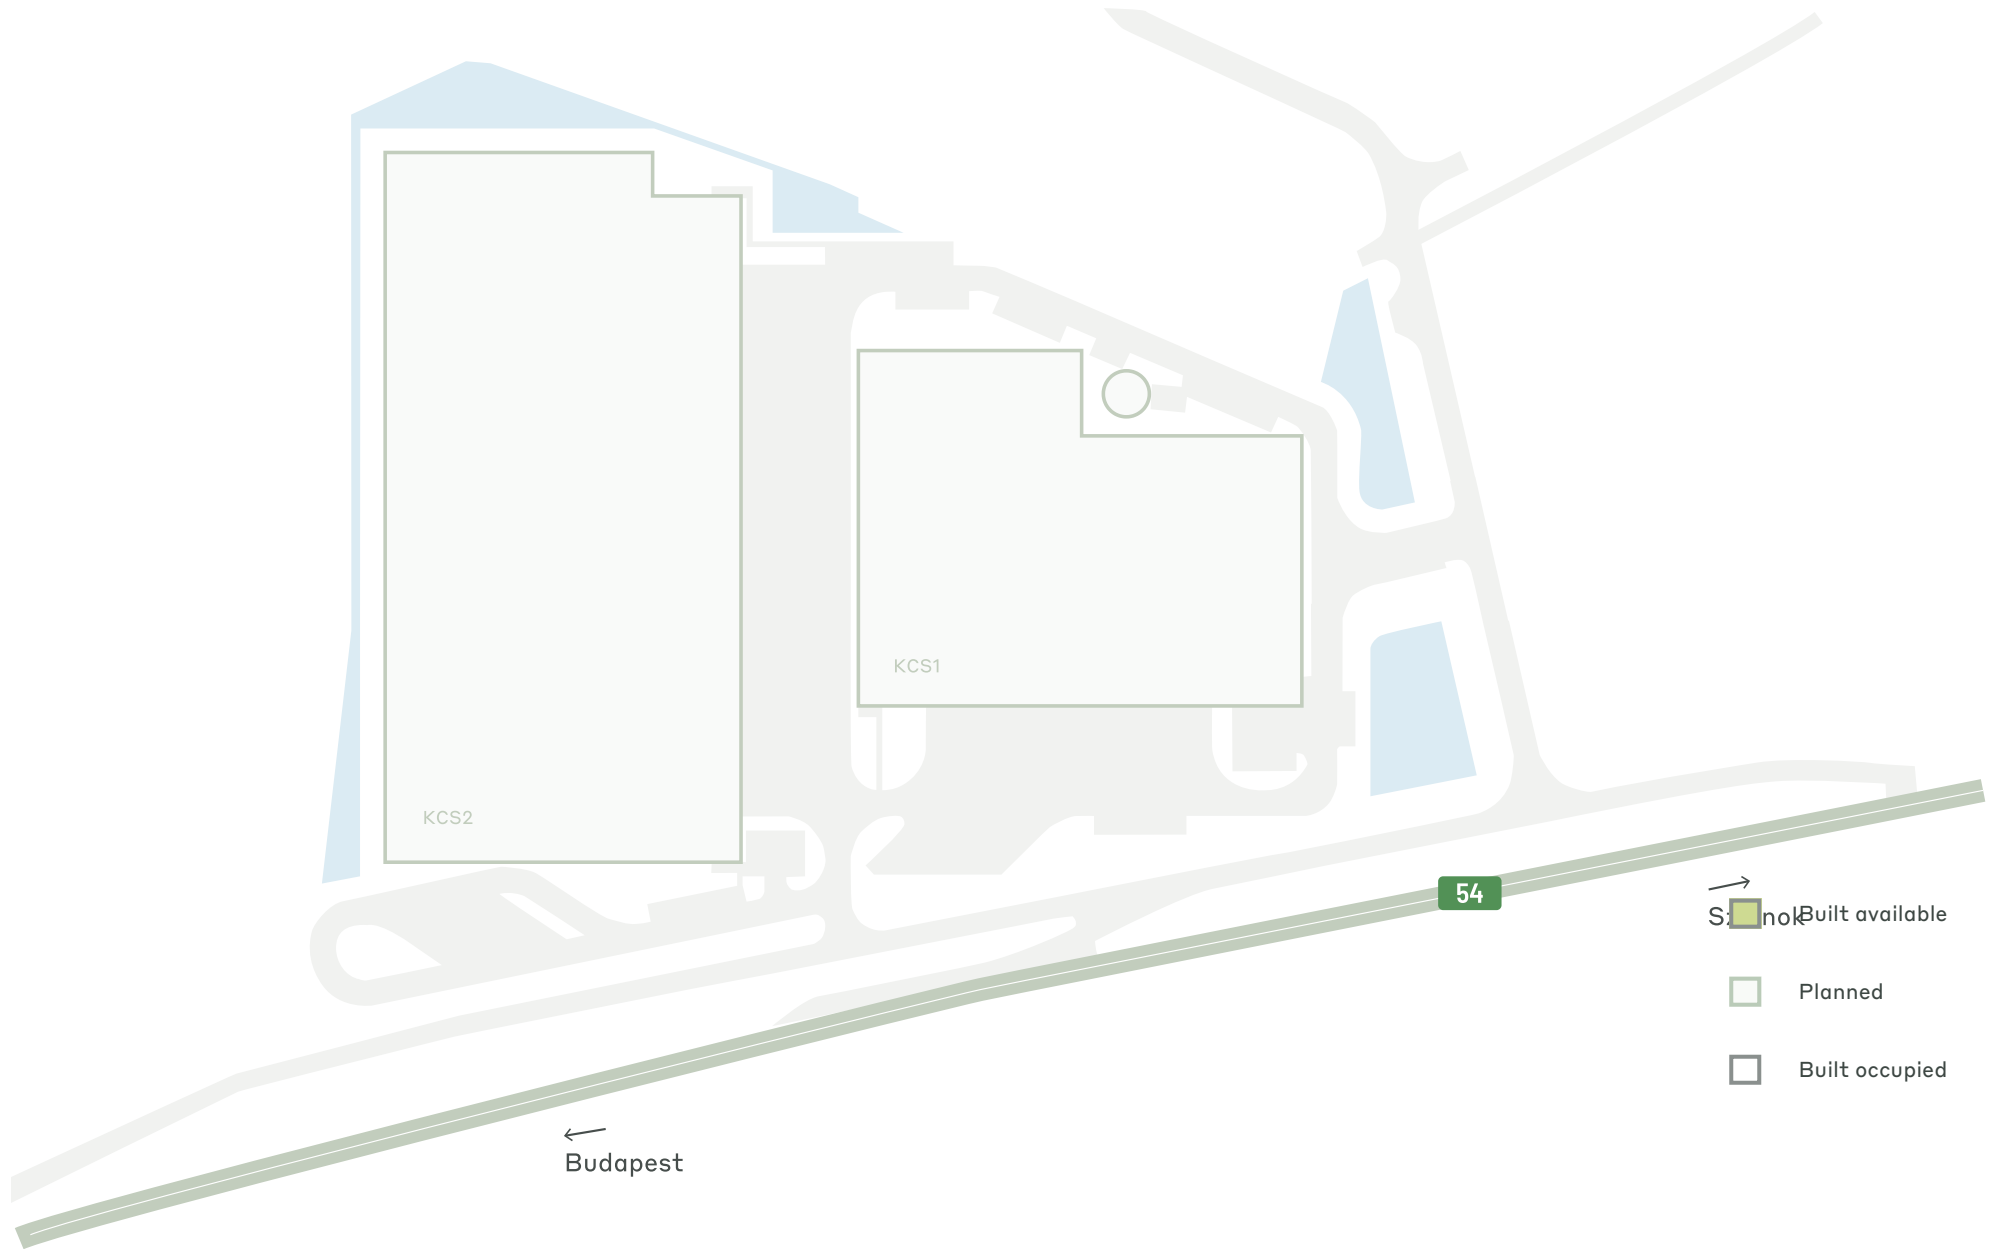 KCS1
KCS2
54
Built available
Planned
Built occupied
Budapest